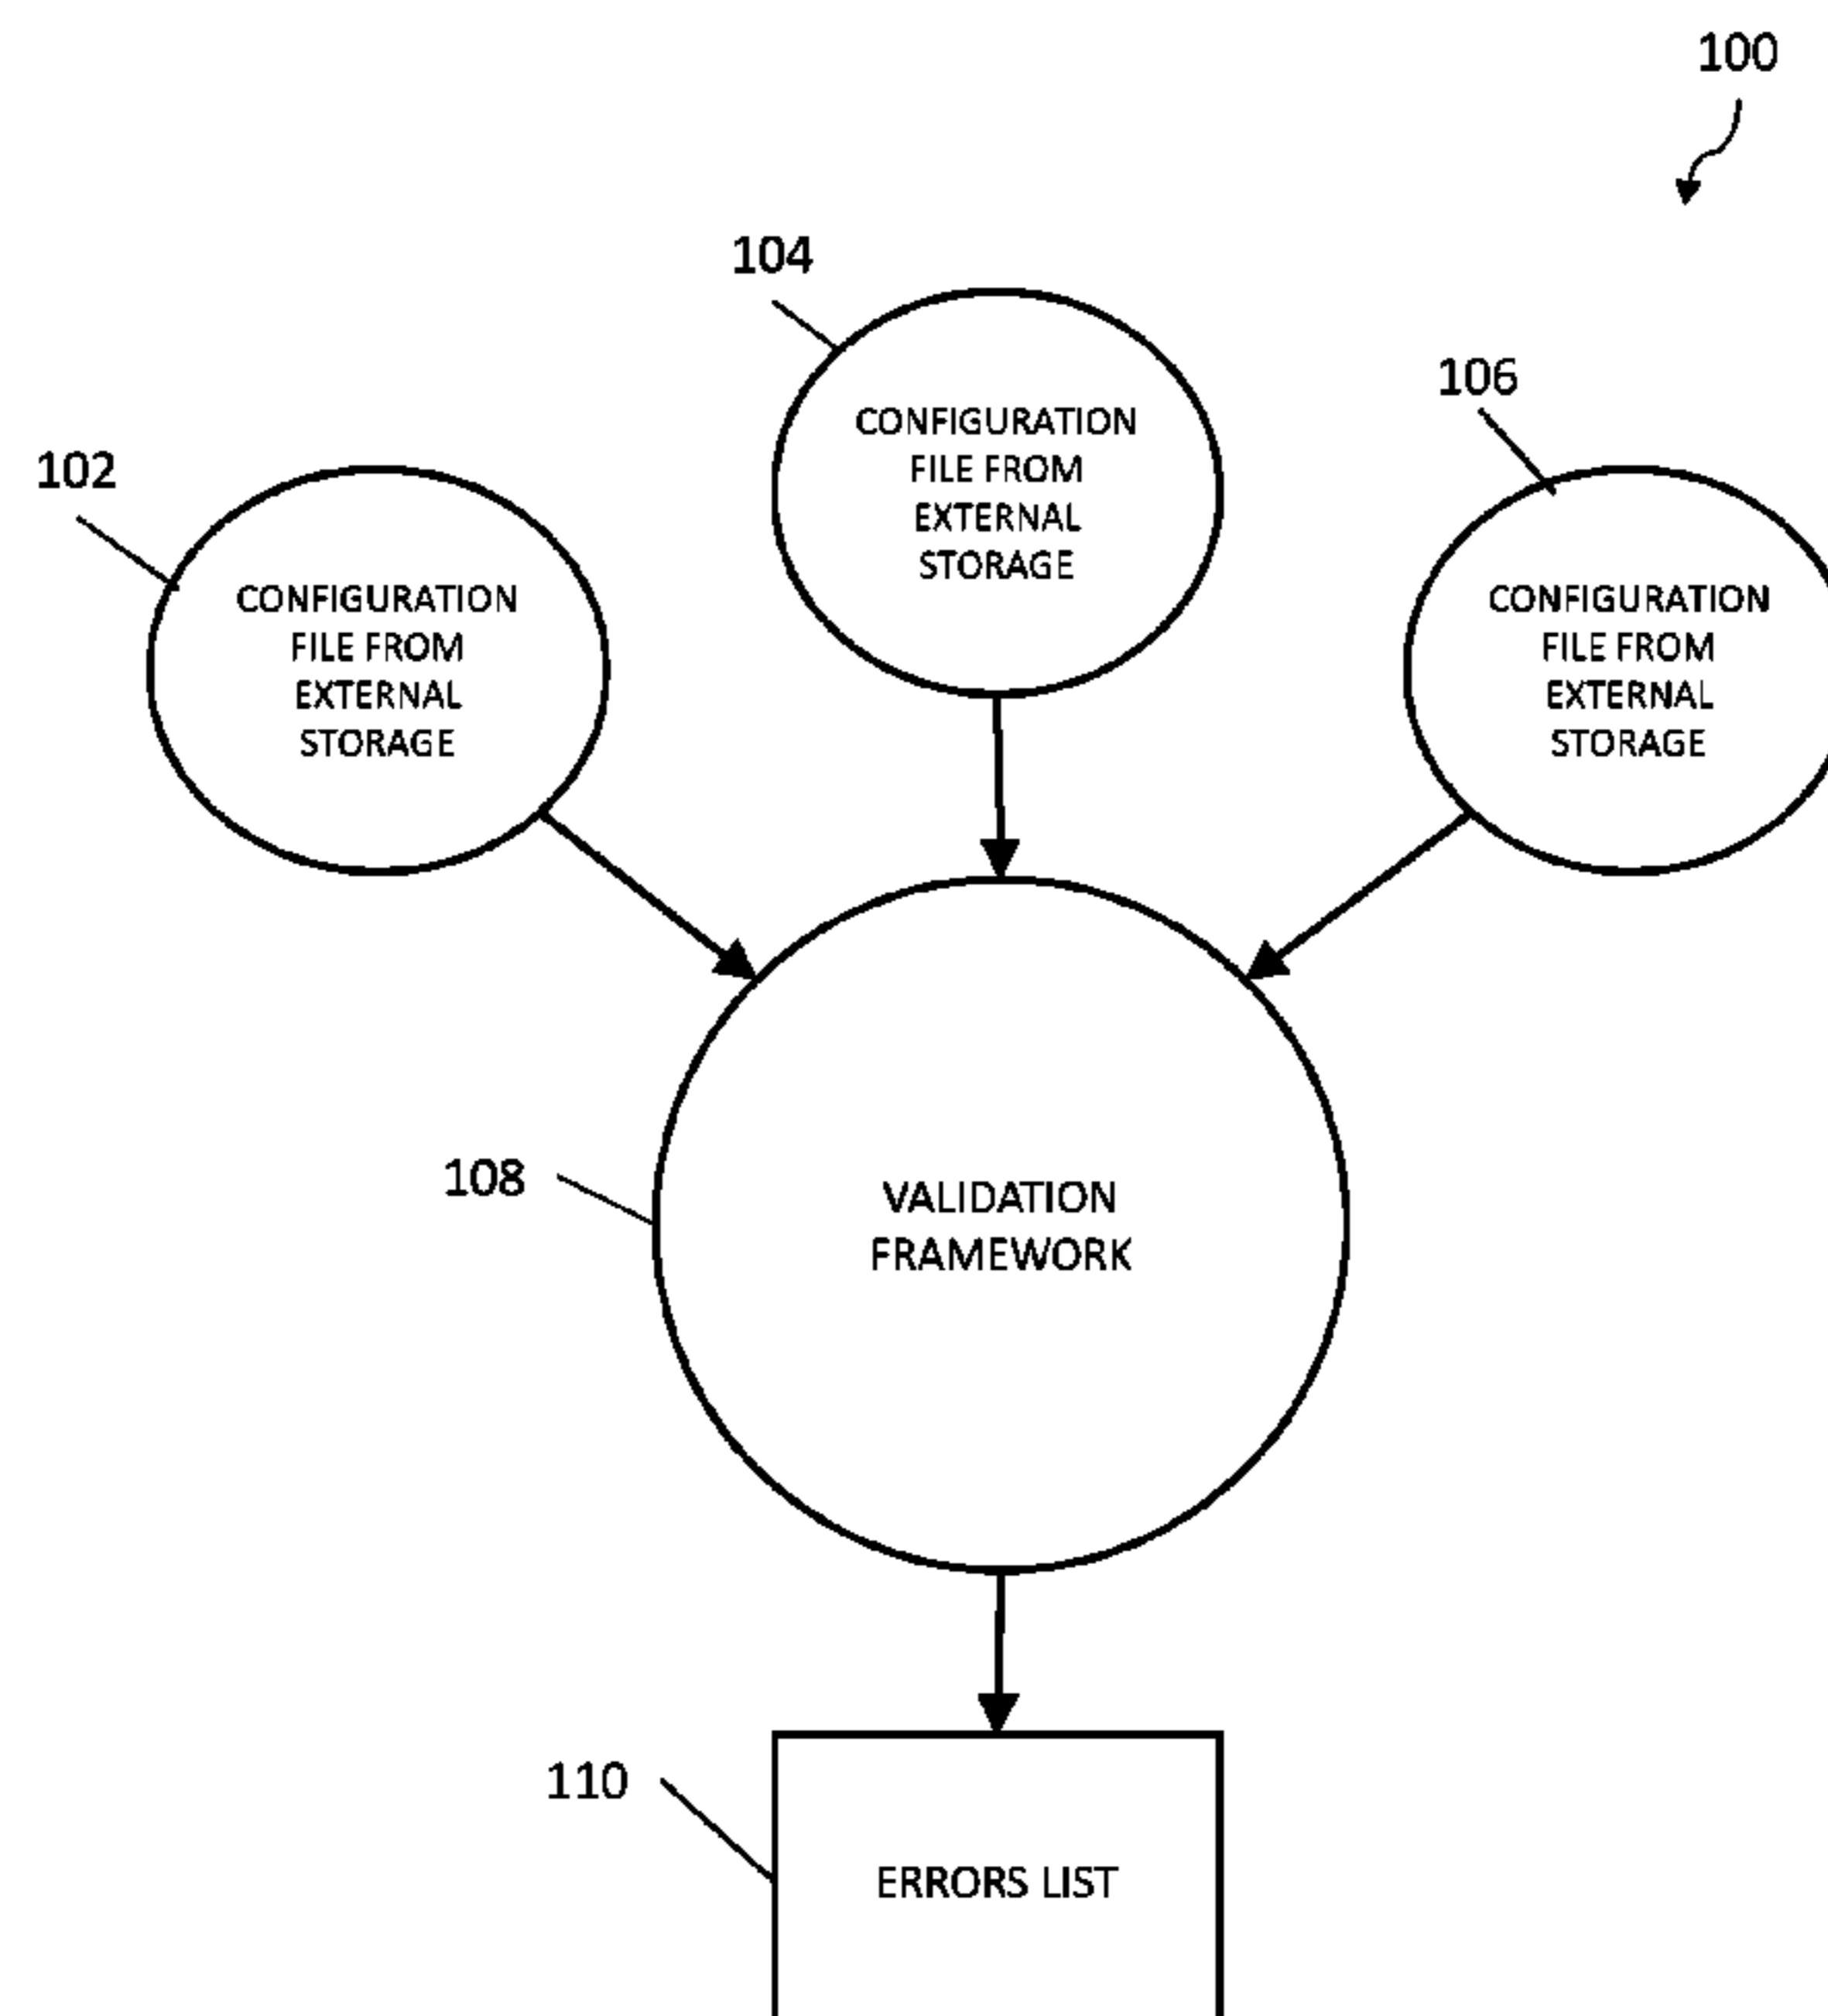 100
104
CONFIGURATION
FILE FROM
EXTERNAL
STORAGE
106
102
CONFIGURATION
FILE FROM
EXTERNAL
STORAGE
CONFIGURATION
FILE FROM
EXTERNAL
STORAGE
108
VALIDATION
FRAMEWORK
110
ERRORS LIST